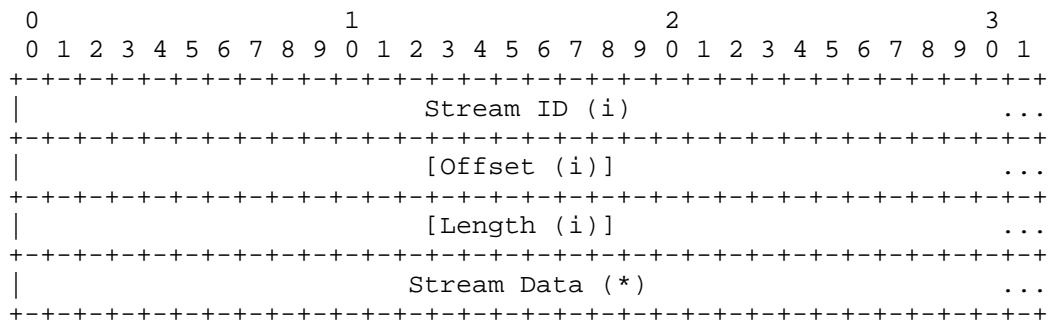 0                   1                   2                   3
 0 1 2 3 4 5 6 7 8 9 0 1 2 3 4 5 6 7 8 9 0 1 2 3 4 5 6 7 8 9 0 1
+-+-+-+-+-+-+-+-+-+-+-+-+-+-+-+-+-+-+-+-+-+-+-+-+-+-+-+-+-+-+-+-+
|                         Stream ID (i)                       ...
+-+-+-+-+-+-+-+-+-+-+-+-+-+-+-+-+-+-+-+-+-+-+-+-+-+-+-+-+-+-+-+-+
|                         [Offset (i)]                        ...
+-+-+-+-+-+-+-+-+-+-+-+-+-+-+-+-+-+-+-+-+-+-+-+-+-+-+-+-+-+-+-+-+
|                         [Length (i)]                        ...
+-+-+-+-+-+-+-+-+-+-+-+-+-+-+-+-+-+-+-+-+-+-+-+-+-+-+-+-+-+-+-+-+
|                        Stream Data (*)                      ...
+-+-+-+-+-+-+-+-+-+-+-+-+-+-+-+-+-+-+-+-+-+-+-+-+-+-+-+-+-+-+-+-+